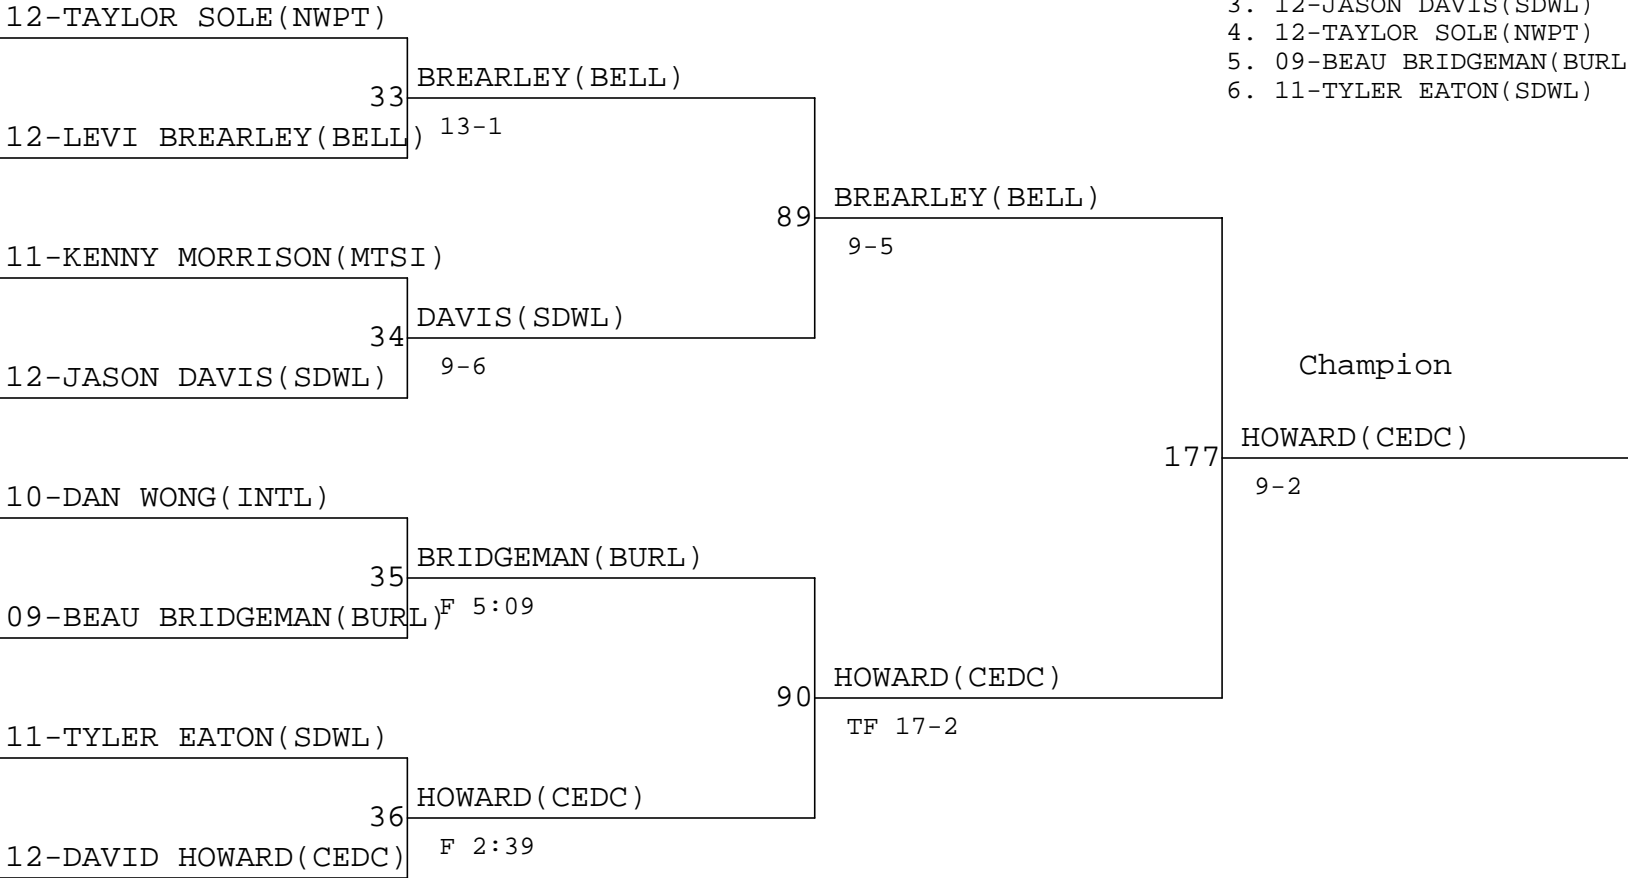 12-TAYLOR SOLE(NWPT)
3. 12-JASON DAVIS(SDWL)
4. 12-TAYLOR SOLE(NWPT)
5. 09-BEAU BRIDGEMAN(BURL
6. 11-TYLER EATON(SDWL)
BREARLEY(BELL)
33
13-1
12-LEVI BREARLEY(BELL)
BREARLEY(BELL)
89
9-5
11-KENNY MORRISON(MTSI)
DAVIS(SDWL)
34
9-6
12-JASON DAVIS(SDWL)
Champion
HOWARD(CEDC)
177
9-2
10-DAN WONG(INTL)
BRIDGEMAN(BURL)
35
F 5:09
09-BEAU BRIDGEMAN(BURL)
HOWARD(CEDC)
90
TF 17-2
11-TYLER EATON(SDWL)
HOWARD(CEDC)
36
F 2:39
12-DAVID HOWARD(CEDC)